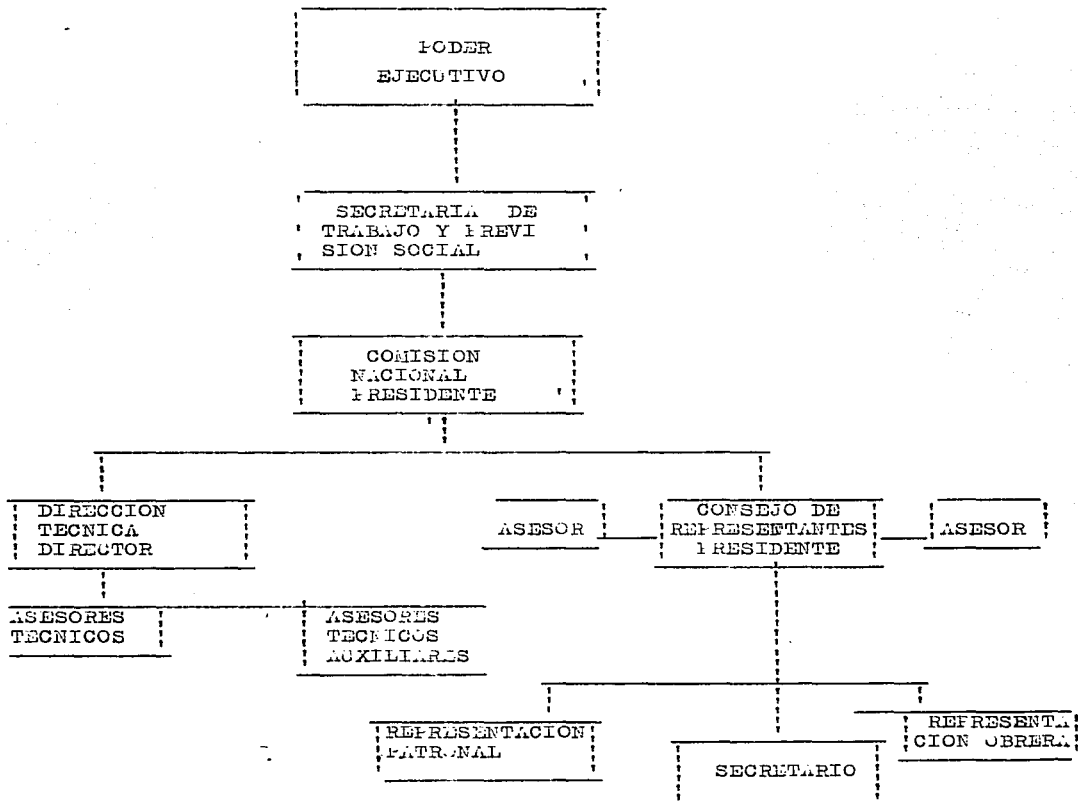 PODER
EJECUTIVO
SECRETARIA DE
TRABAJO Y PREVI
SION SOCIAL
COMISION
NACIONAL
PRESIDENTE
DIRECCION
TECNICA
DIRECTOR
ASESOR
CONSEJO DE
REPRESENTANTES
PRESIDENTE
ASESOR
ASESORES
TECNICOS
ASESORES
TECNICOS
AUXILIARES
REPRESENTACION
PATRONAL
SECRETARIO
REPRESENTA
CION OBRERA